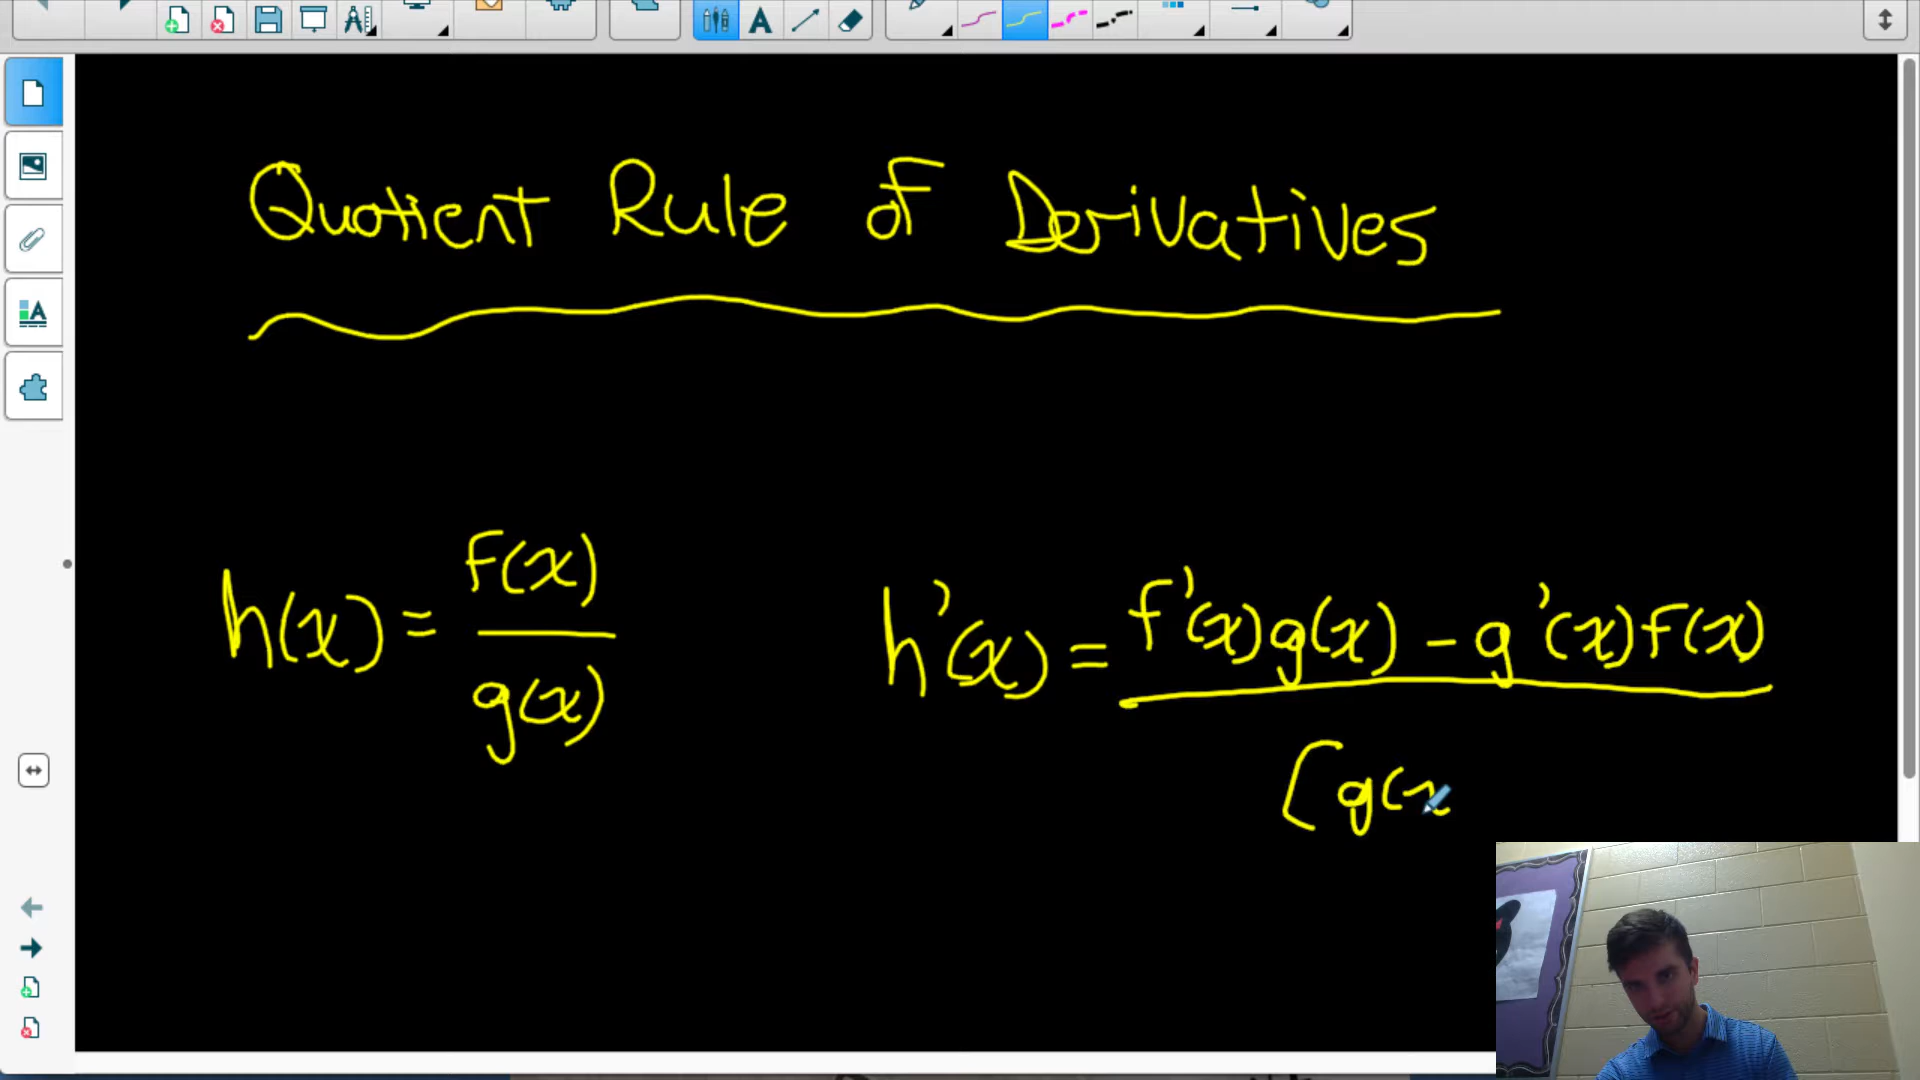 Quotient Rule of Derivatives
h(x) = f(x)/g(x)
h'(x) = f'(x)g(x) - g'(x)f(x)
[g(x